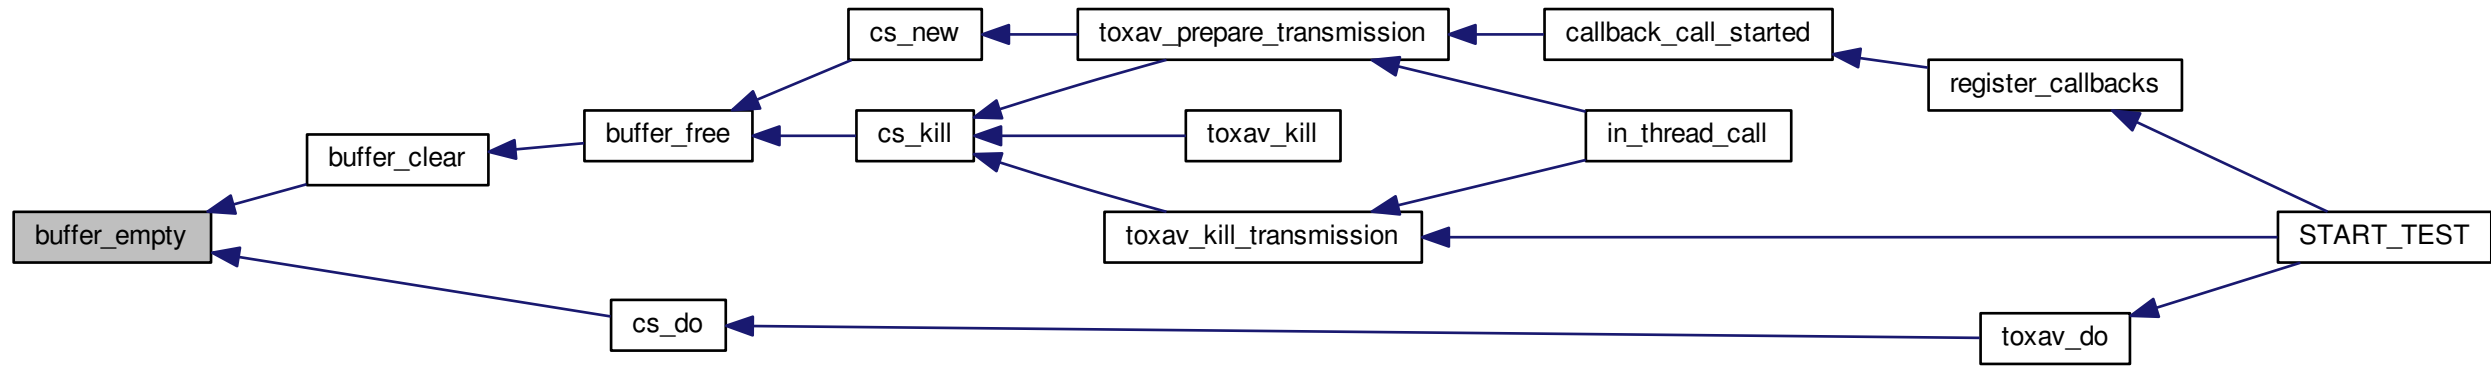 cs_new
toxav_prepare_transmission
callback_call_started
register_callbacks
buffer_free
cs_kill
toxav_kill
in_thread_call
buffer_clear
buffer_empty
toxav_kill_transmission
START_TEST
cs_do
toxav_do